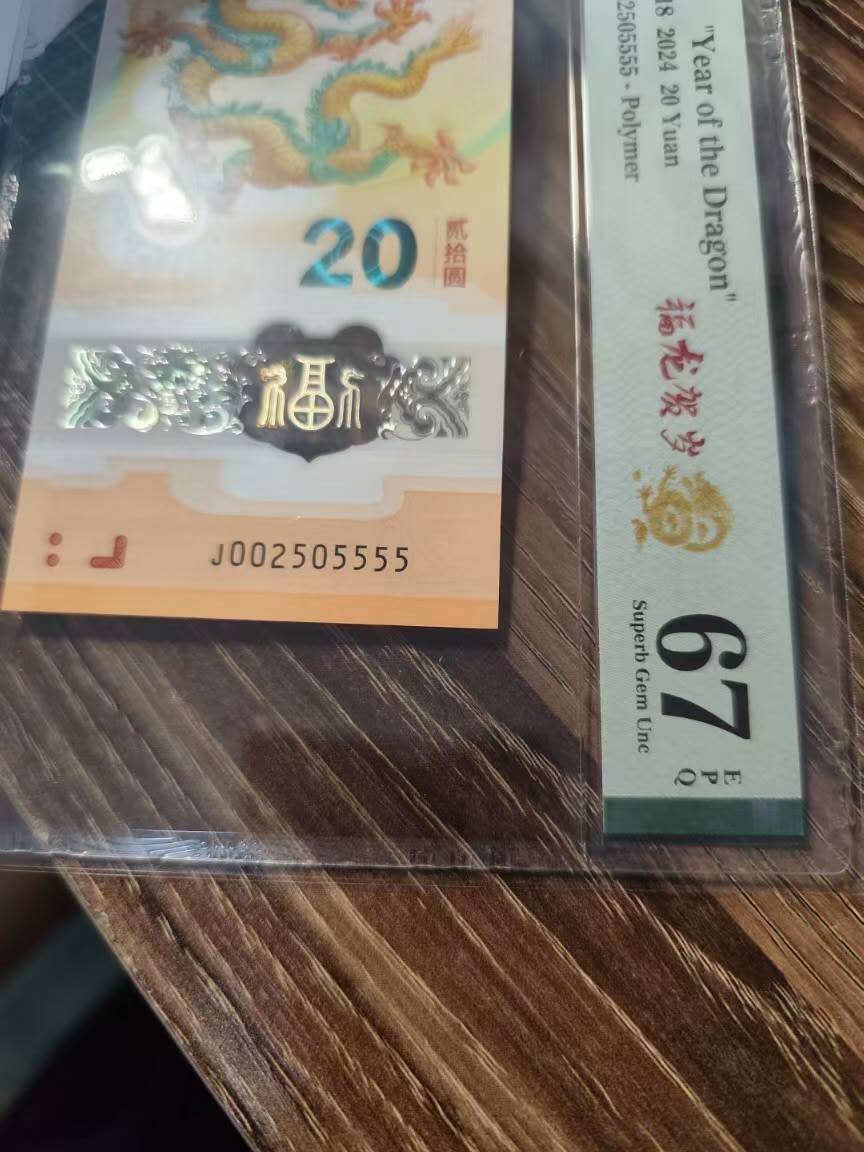 20
贰拾圆
福
J002505555
"Year of the Dragon"
18 2024 20 Yuan
2505555 - Polymer
福龙贺岁
67
EPQ
Superb Gem Unc